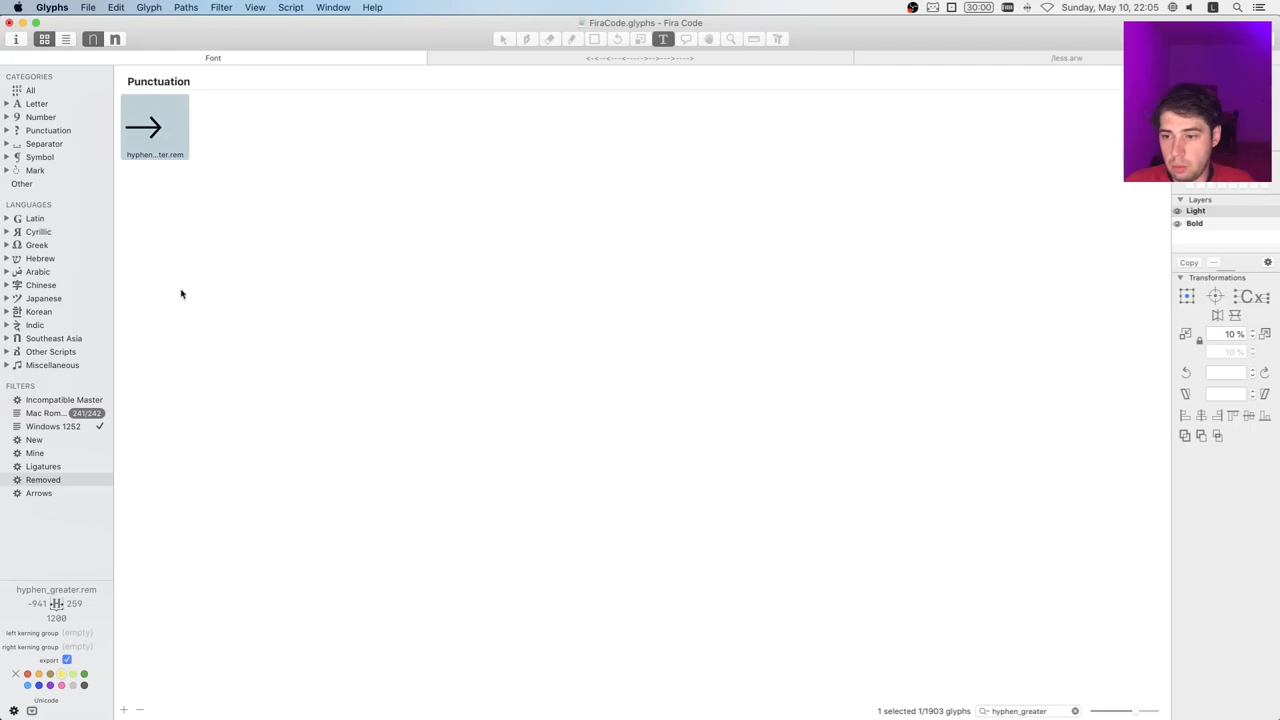 Glyphs File Edit Glyph Paths Filter View Script Window Help 30:00 L Sunday, May 10, 22:05
FiraCode.glyphs - Fira Code
Font <-<--<---<----->-->--->----> /less.arw
CATEGORIES
All
Letter
Number
Punctuation
Separator
Symbol
Mark
Other
LANGUAGES
Latin
Cyrillic
Greek
Hebrew
Arabic
Chinese
Japanese
Korean
Indic
Southeast Asia
Other Scripts
Miscellaneous
FILTERS
Incompatible Master
Mac Rom... 241/242
Windows 1252
New
Mine
Ligatures
Removed
Arrows
hyphen_greater.rem
-941 H 259
1200
left kerning group (empty)
right kerning group (empty)
export
Unicode
Punctuation
hyphen...ter.rem
1 selected 1/1903 glyphs hyphen_greater
Layers
Light
Bold
Copy
Transformations
10 %
10 %